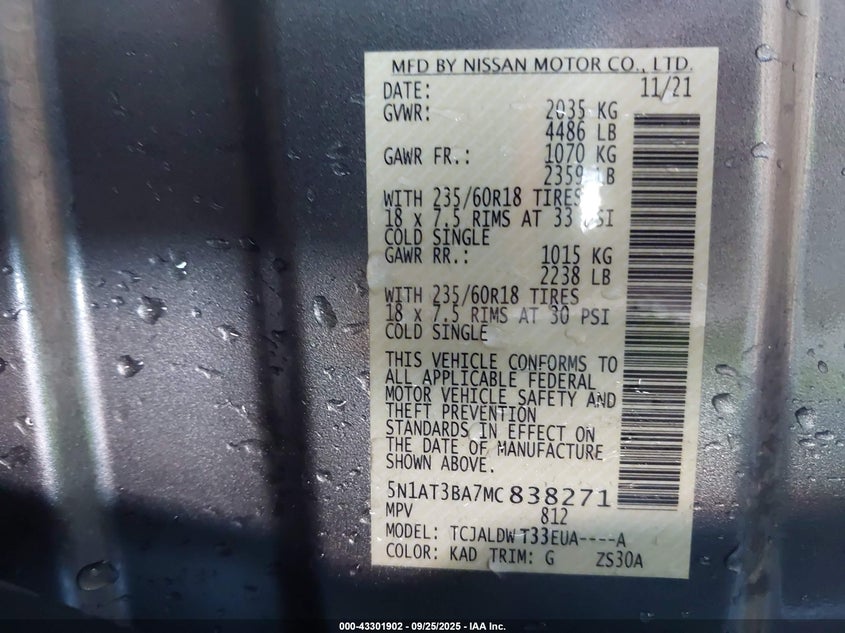 MFD BY NISSAN MOTOR CO., LTD.
DATE: 11/21
GVWR: 2035 KG
4486 LB
GAWR FR.: 1070 KG
2359 LB
WITH 235/60R18 TIRES
18 x 7.5 RIMS AT 33 PSI
COLD SINGLE
GAWR RR.: 1015 KG
2238 LB
WITH 235/60R18 TIRES
18 x 7.5 RIMS AT 30 PSI
COLD SINGLE
THIS VEHICLE CONFORMS TO
ALL APPLICABLE FEDERAL
MOTOR VEHICLE SAFETY AND
THEFT PREVENTION
STANDARDS IN EFFECT ON
THE DATE OF MANUFACTURE
SHOWN ABOVE.
5N1AT3BA7MC838271
MPV 812
MODEL: TCJALDWT33EUA----A
COLOR: KAD TRIM: G ZS30A
000-43301902 - 09/25/2025 - IAA Inc.